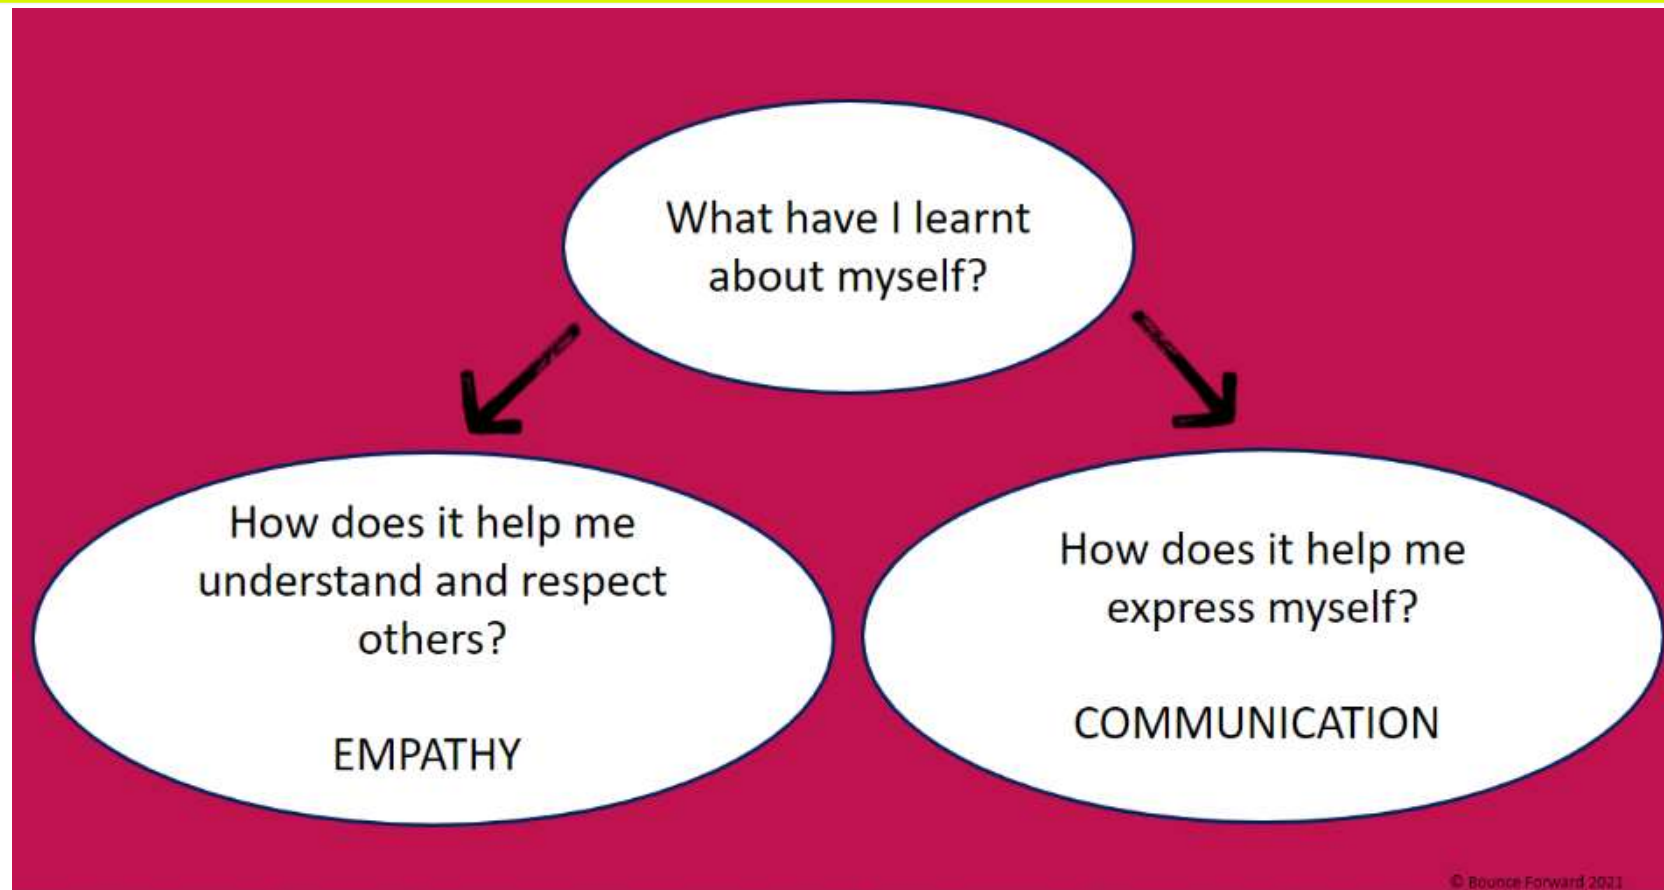 What have I learnt
about myself?
How does it help me
understand and respect
others?
EMPATHY
How does it help me
express myself?
COMMUNICATION
© Bounce Forward 2021